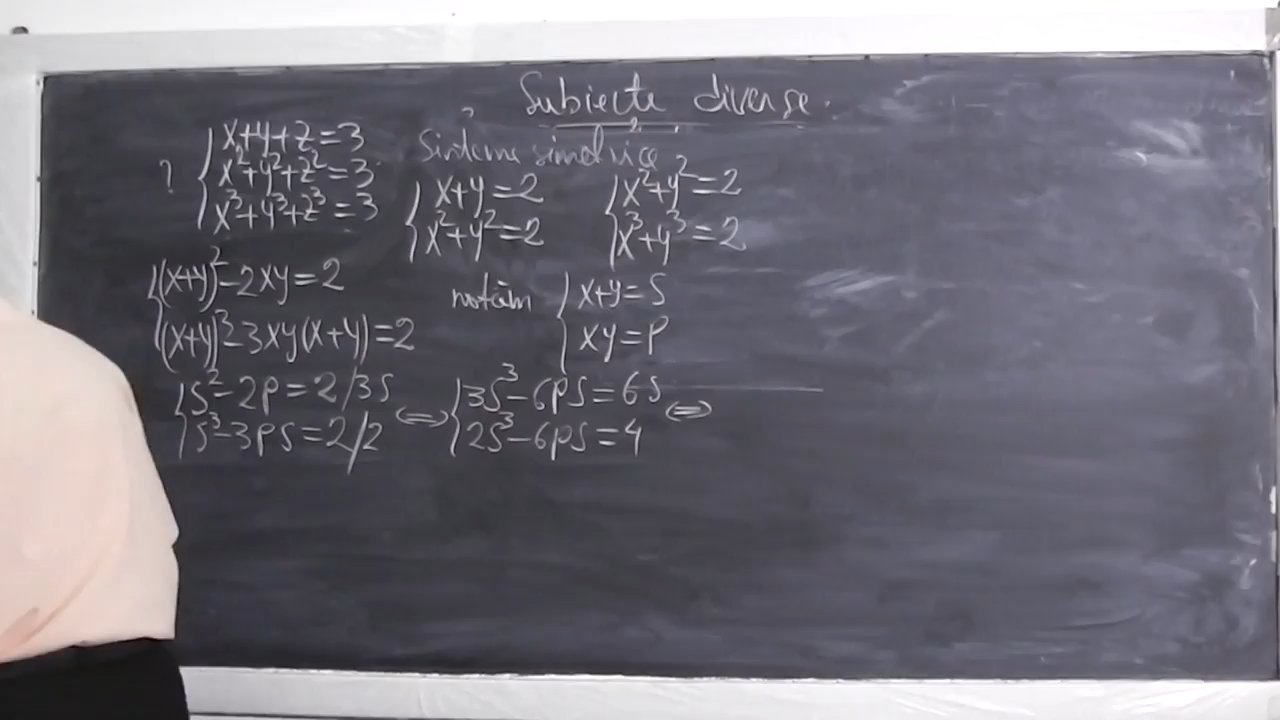 Subiecte diverse.
Sisteme simetrice
? { x+y+z=3
x²+y²+z²=3
x³+y³+z³=3
{ x+y=2
x²+y²=2
{ x²+y²=2
x³+y³=2
{ (x+y)²-2xy=2
(x+y)³-3xy(x+y)=2
notăm { x+y=S
xy=P
{ S²-2P=2/3S
S³-3PS=2/2
⇔ { 3S³-6PS=6S
2S³-6PS=4
⇔